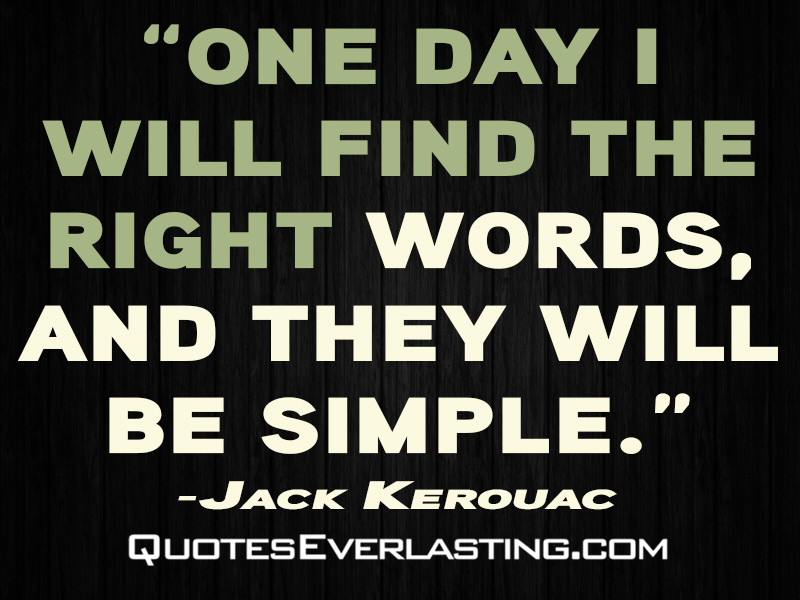 “ONE DAY I
WILL FIND THE
RIGHT WORDS,
AND THEY WILL
BE SIMPLE.”
-JACK KEROUAC
QUOTESEVERLASTING.COM